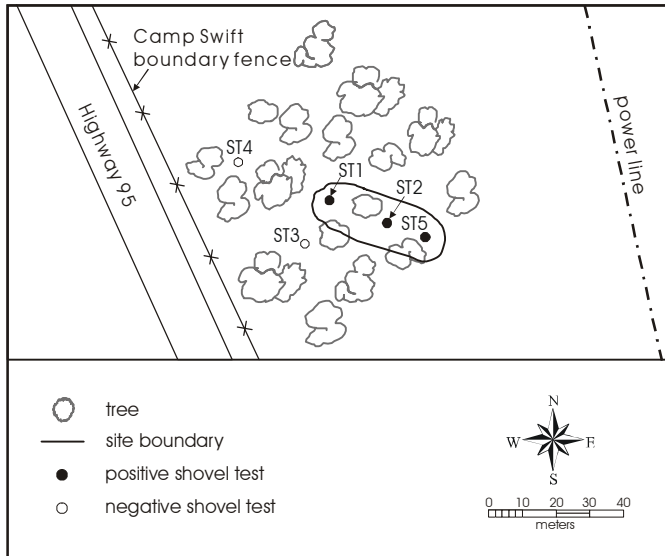 Camp Swift
boundary fence
Highway 95
power line
ST4
ST1
ST2
ST5
ST3
tree
site boundary
positive shovel test
negative shovel test
N
W E
S
0 10 20 30 40
meters